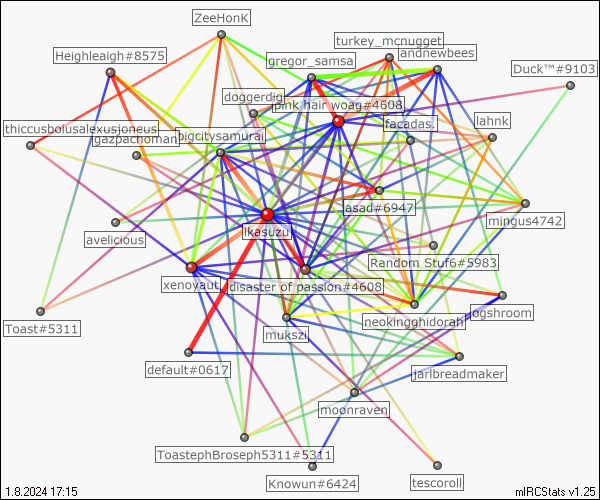 ZeeHonK
turkey_mcnugget
Heighleaigh#8575
andnewbees
gregor_samsa
Duck™#9103
doggerdigi
pink hair woag#4608
lahnk
facadas.
thiccusboiusalexusjoneus
gazpachoman
bigcitysamurai
asad#6947
mingus4742
avelicious
ikasuzu
Random Stuf6#5983
xenoyaut
disaster of passion#4608
ogshroom
Toast#5311
neokingghidorah
mukszi
default#0617
jarlbreadmaker
moonraven
ToastephBroseph5311#5311
Knowun#6424
tescoroll
1.8.2024 17:15
mIRCStats v1.25